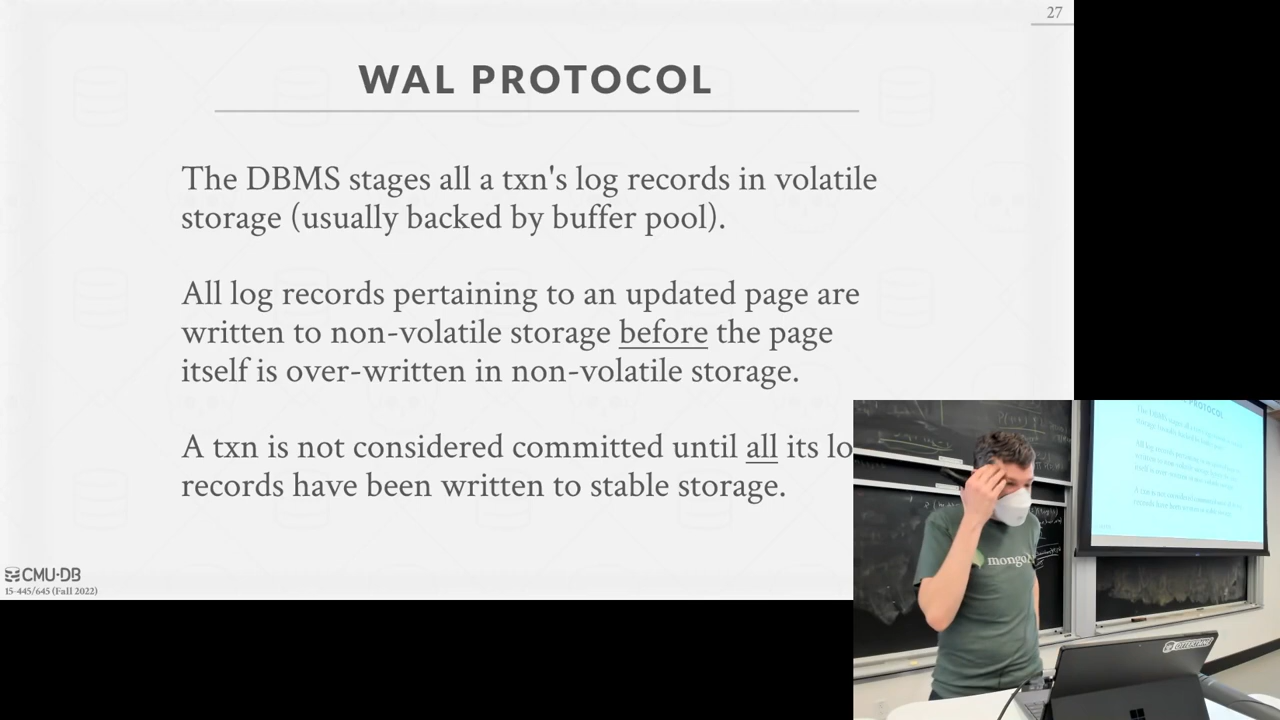 27
WAL PROTOCOL
The DBMS stages all a txn's log records in volatile
storage (usually backed by buffer pool).
All log records pertaining to an updated page are
written to non-volatile storage before the page
itself is over-written in non-volatile storage.
A txn is not considered committed until all its lo
records have been written to stable storage.
CMU·DB
15-445/645 (Fall 2022)
mongo